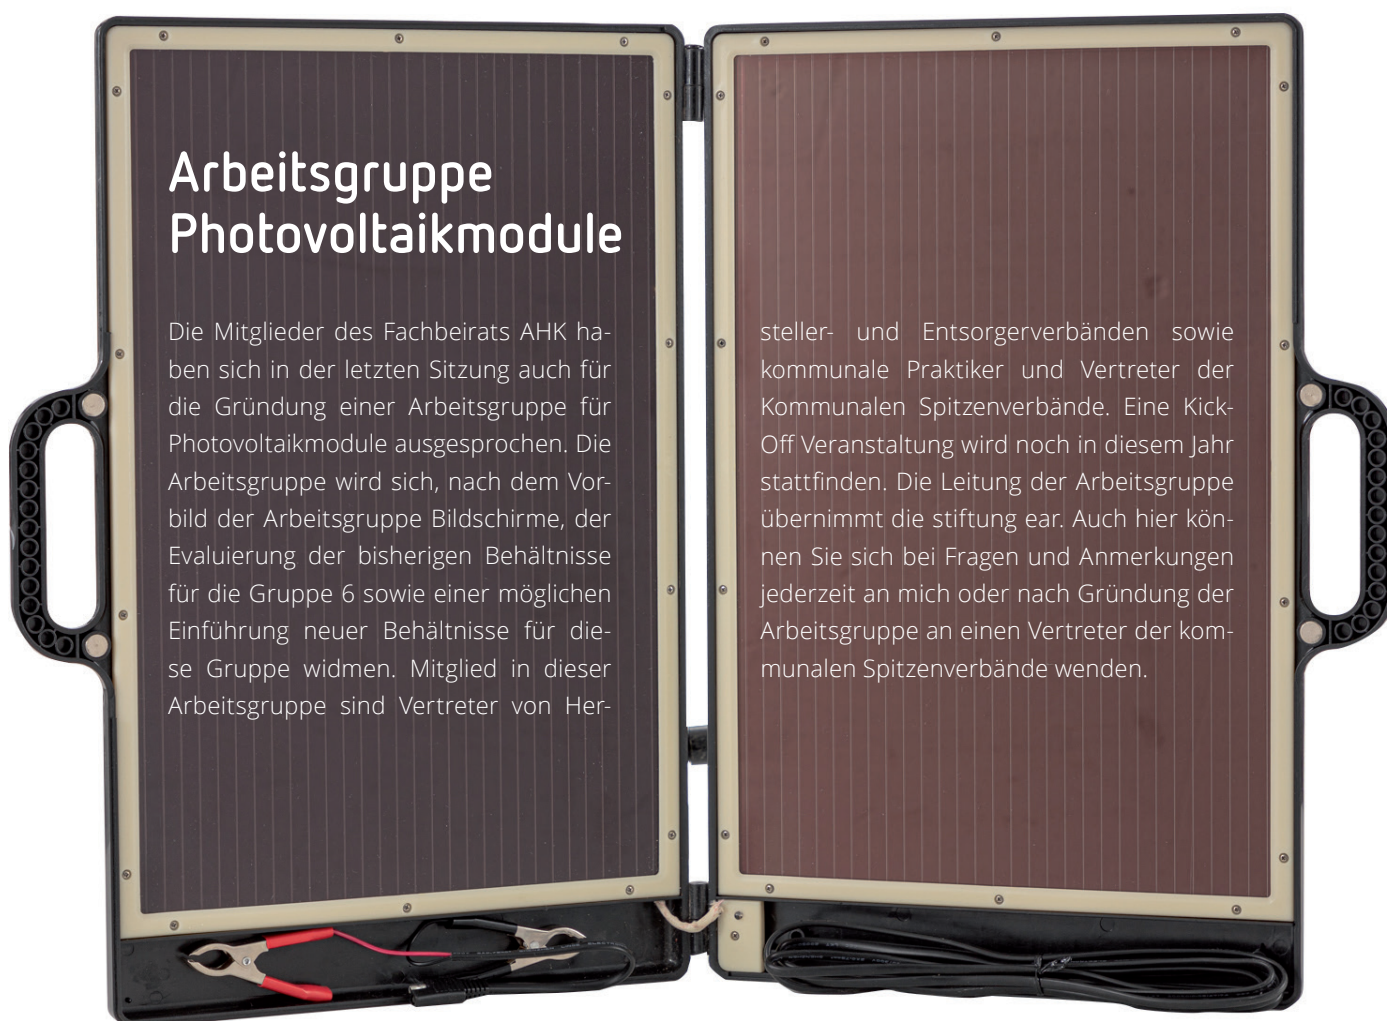 Arbeitsgruppe
Photovoltaikmodule
Die Mitglieder des Fachbeirats AHK ha-
ben sich in der letzten Sitzung auch für
die Gründung einer Arbeitsgruppe für
Photovoltaikmodule ausgesprochen. Die
Arbeitsgruppe wird sich, nach dem Vor-
bild der Arbeitsgruppe Bildschirme, der
Evaluierung der bisherigen Behältnisse
für die Gruppe 6 sowie einer möglichen
Einführung neuer Behältnisse für die-
se Gruppe widmen. Mitglied in dieser
Arbeitsgruppe sind Vertreter von Her-
steller- und Entsorgerverbänden sowie
kommunale Praktiker und Vertreter der
Kommunalen Spitzenverbände. Eine Kick-
Off Veranstaltung wird noch in diesem Jahr
stattfinden. Die Leitung der Arbeitsgruppe
übernimmt die stiftung ear. Auch hier kön-
nen Sie sich bei Fragen und Anmerkungen
jederzeit an mich oder nach Gründung der
Arbeitsgruppe an einen Vertreter der kom-
munalen Spitzenverbände wenden.